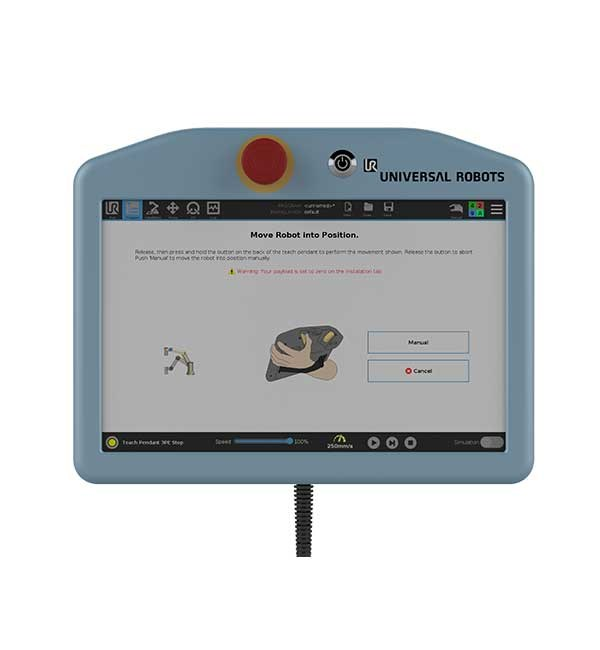 UR
UNIVERSAL ROBOTS
PROGRAM <unnamed>*
default
42
Move Robot into Position.
Release, then press and hold the button on the back of the teach pendant to perform the movement shown. Release the button to abort
Push 'Manual' to move the robot into position manually.
Warning: Your payload is set to zero on the Installation tab
Manual
Cancel
Teach Pendant 3PE Stop
Speed
100%
250mm/s
Simulation